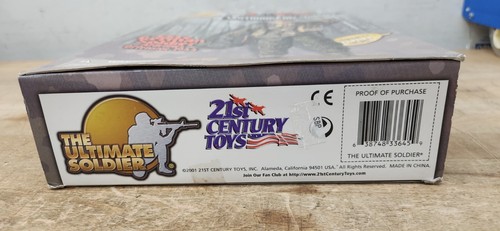 THE
ULTIMATE
SOLDIER
21st
CENTURY
TOYS
CE
PROOF OF PURCHASE
6 38748 33645 9
THE ULTIMATE SOLDIER®
©2001 21ST CENTURY TOYS, INC. Alameda, California 94501 USA. All Rights Reserved. MADE IN CHINA.
Join Our Fan Club at http://www.21stCenturyToys.com